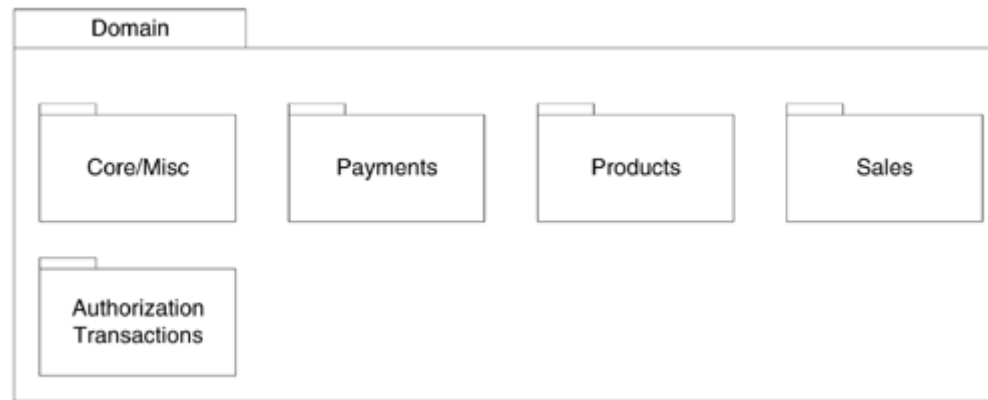 Domain
Core/Misc
Payments
Products
Sales
Authorization
Transactions